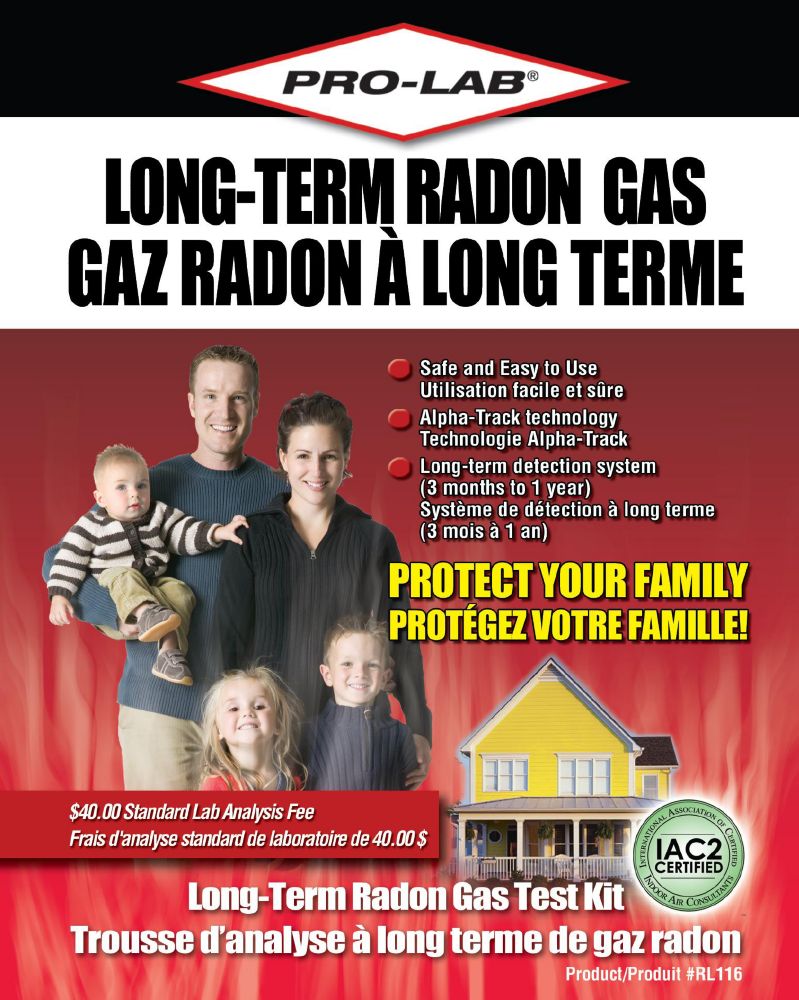 PRO-LAB®
LONG-TERM RADON GAS
GAZ RADON À LONG TERME
Safe and Easy to Use
Utilisation facile et sûre
Alpha-Track technology
Technologie Alpha-Track
Long-term detection system
(3 months to 1 year)
Système de détection à long terme
(3 mois à 1 an)
PROTECT YOUR FAMILY
PROTÉGEZ VOTRE FAMILLE!
$40.00 Standard Lab Analysis Fee
Frais d'analyse standard de laboratoire de 40.00 $
INTERNATIONAL ASSOCIATION OF CERTIFIED
IAC2
CERTIFIED
INDOOR AIR CONSULTANTS
Long-Term Radon Gas Test Kit
Trousse d’analyse à long terme de gaz radon
Product/Produit #RL116